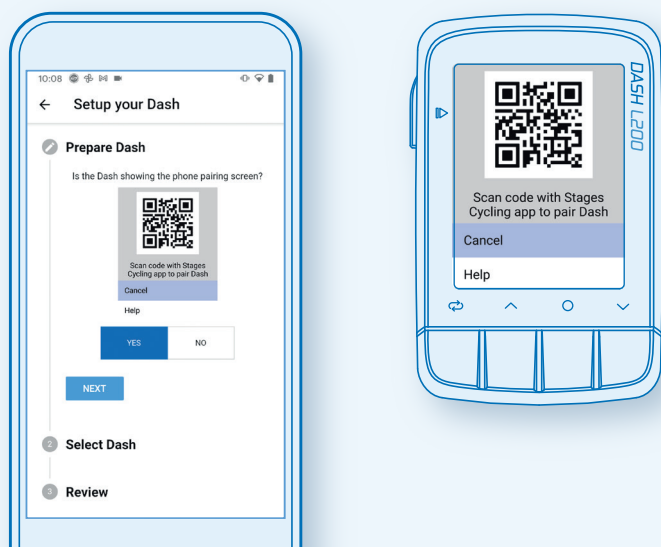 10:08
Setup your Dash
Prepare Dash
Is the Dash showing the phone pairing screen?
Scan code with Stages
Cycling app to pair Dash
Cancel
Help
YES NO
NEXT
2 Select Dash
3 Review
DASH L200
Scan code with Stages
Cycling app to pair Dash
Cancel
Help